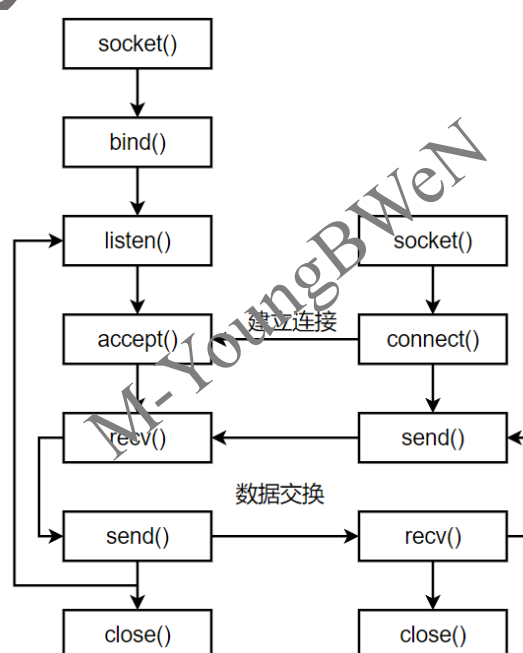 socket()
bind()
listen()
socket()
accept()
建立连接
connect()
recv()
send()
数据交换
send()
recv()
close()
close()
M-YoungBWeN